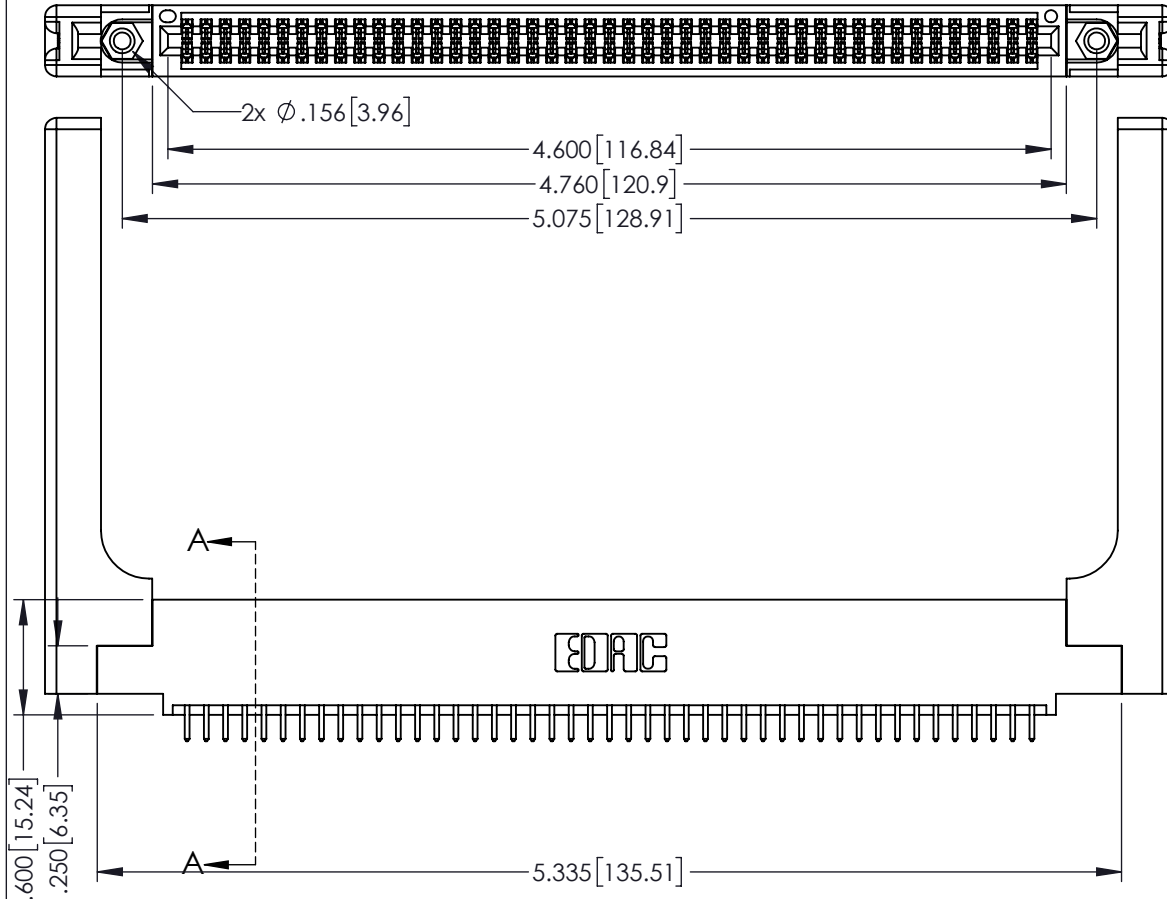 2x Ø.156[3.96]
4.600[116.84]
4.760[120.9]
5.075[128.91]
A
EDAC
.600[15.24]
.250[6.35]
A
5.335[135.51]